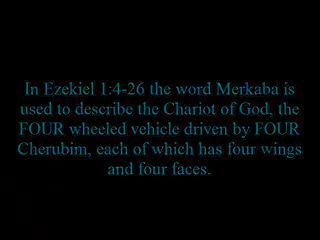 In Ezekiel 1:4-26 the word Merkaba is
used to describe the Chariot of God, the
FOUR wheeled vehicle driven by FOUR
Cherubim, each of which has four wings
and four faces.